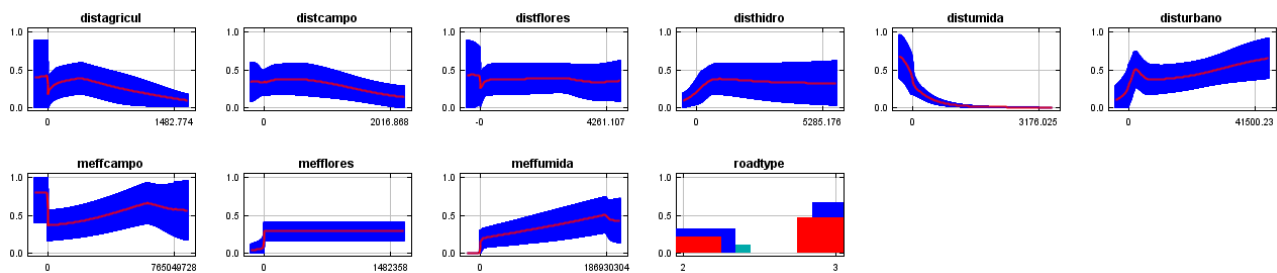 distagricul distcampo distflores disthidro distumida disturbano
1.0 1.0 1.0 1.0 1.0 1.0
0.5 0.5 0.5 0.5 0.5 0.5
0.0 0.0 0.0 0.0 0.0 0.0
0 1482.774 0 2016.868 -0 4261.107 0 5285.176 0 3176.025 0 41500.23
meffcampo mefflores meffumida roadtype
1.0 1.0 1.0 1.0
0.5 0.5 0.5 0.5
0.0 0.0 0.0 0.0
0 765049728 0 1482358 0 186930304 2 3